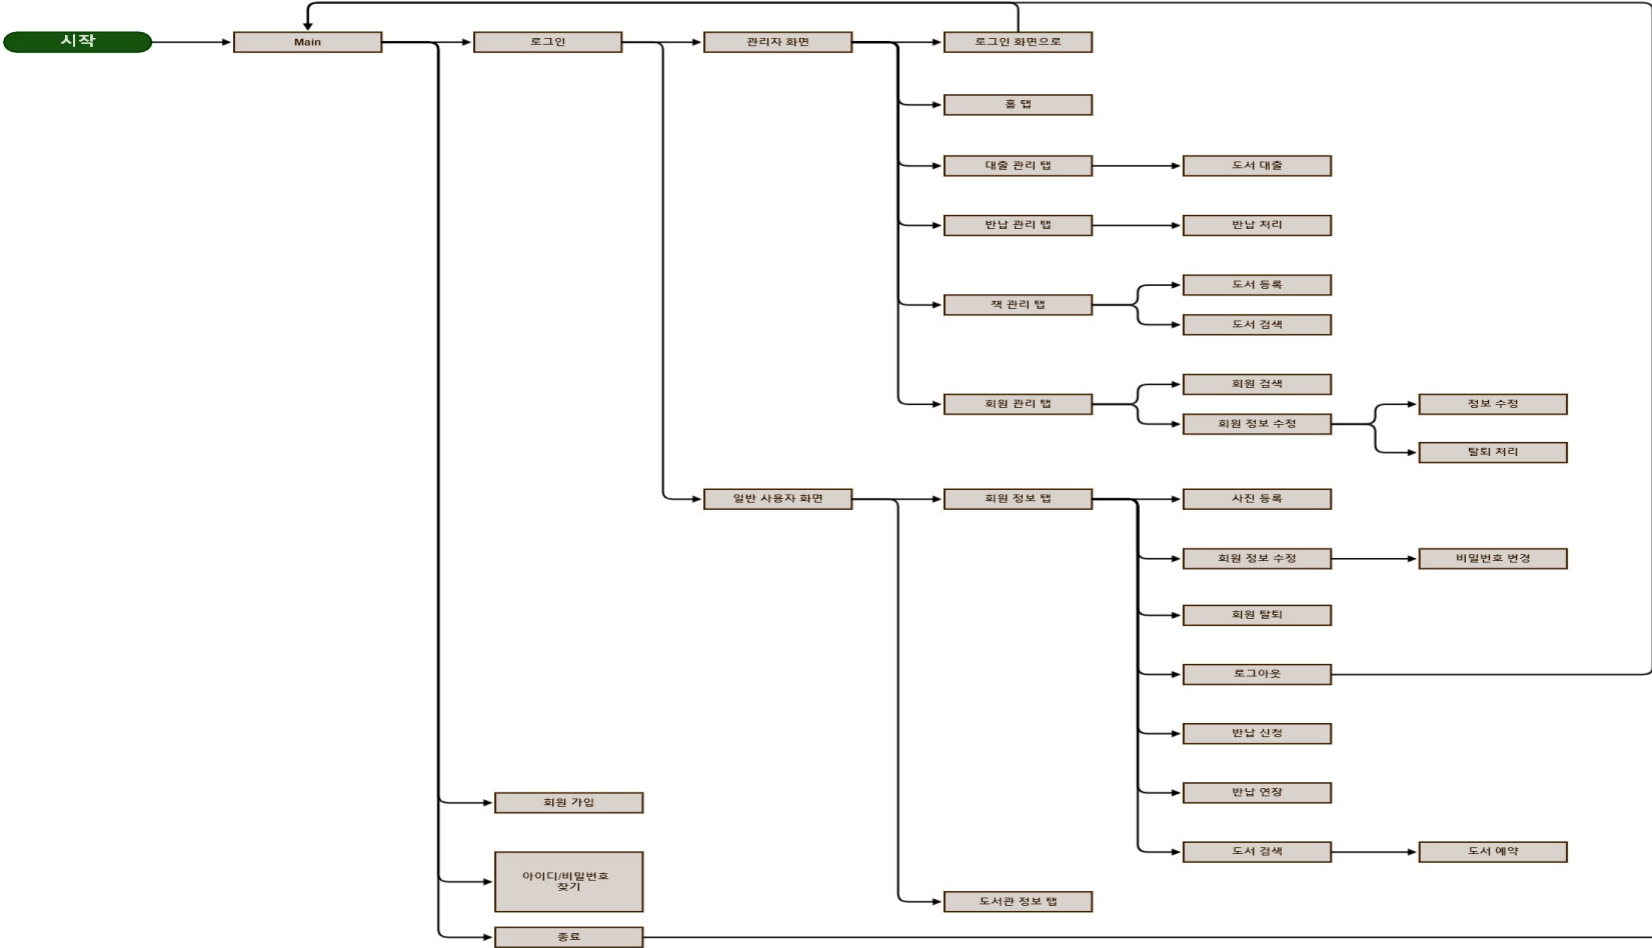 시작
Main
로그인
관리자 화면
로그인 화면으로
홈 탭
대출 관리 탭
도서 대출
반납 관리 탭
반납 처리
책 관리 탭
도서 등록
도서 검색
회원 관리 탭
회원 검색
회원 정보 수정
정보 수정
탈퇴 처리
일반 사용자 화면
회원 정보 탭
사진 등록
회원 정보 수정
비밀번호 변경
회원 탈퇴
로그아웃
반납 신청
반납 연장
도서 검색
도서 예약
도서관 정보 탭
회원 가입
아이디/비밀번호
찾기
종료